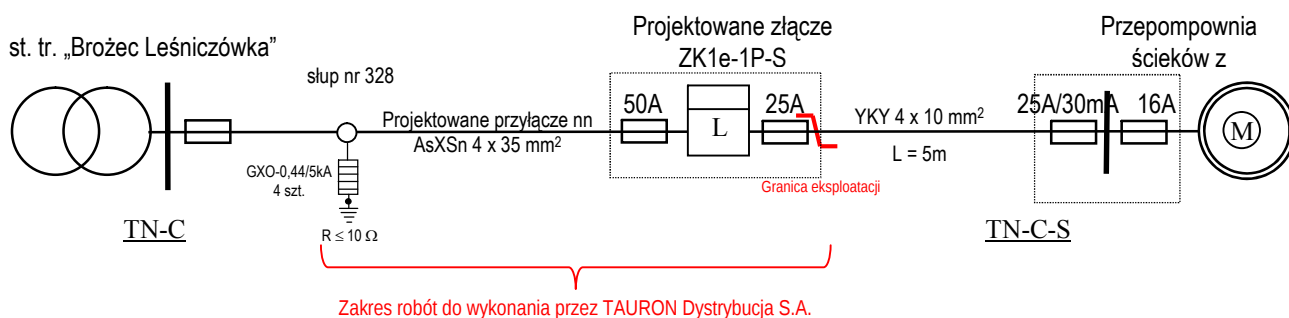 st. tr. „Brożec Leśniczówka”
słup nr 328
Projektowane złącze
ZK1e-1P-S
Przepompownia
ścieków z
50A
25A
25A/30mA
16A
Projektowane przyłącze nn
AsXSn 4 x 35 mm²
L
YKY 4 x 10 mm²
L = 5m
M
GXO-0,44/5kA
4 szt.
Granica eksploatacji
TN-C
R ≤ 10 Ω
TN-C-S
Zakres robót do wykonania przez TAURON Dystrybucja S.A.